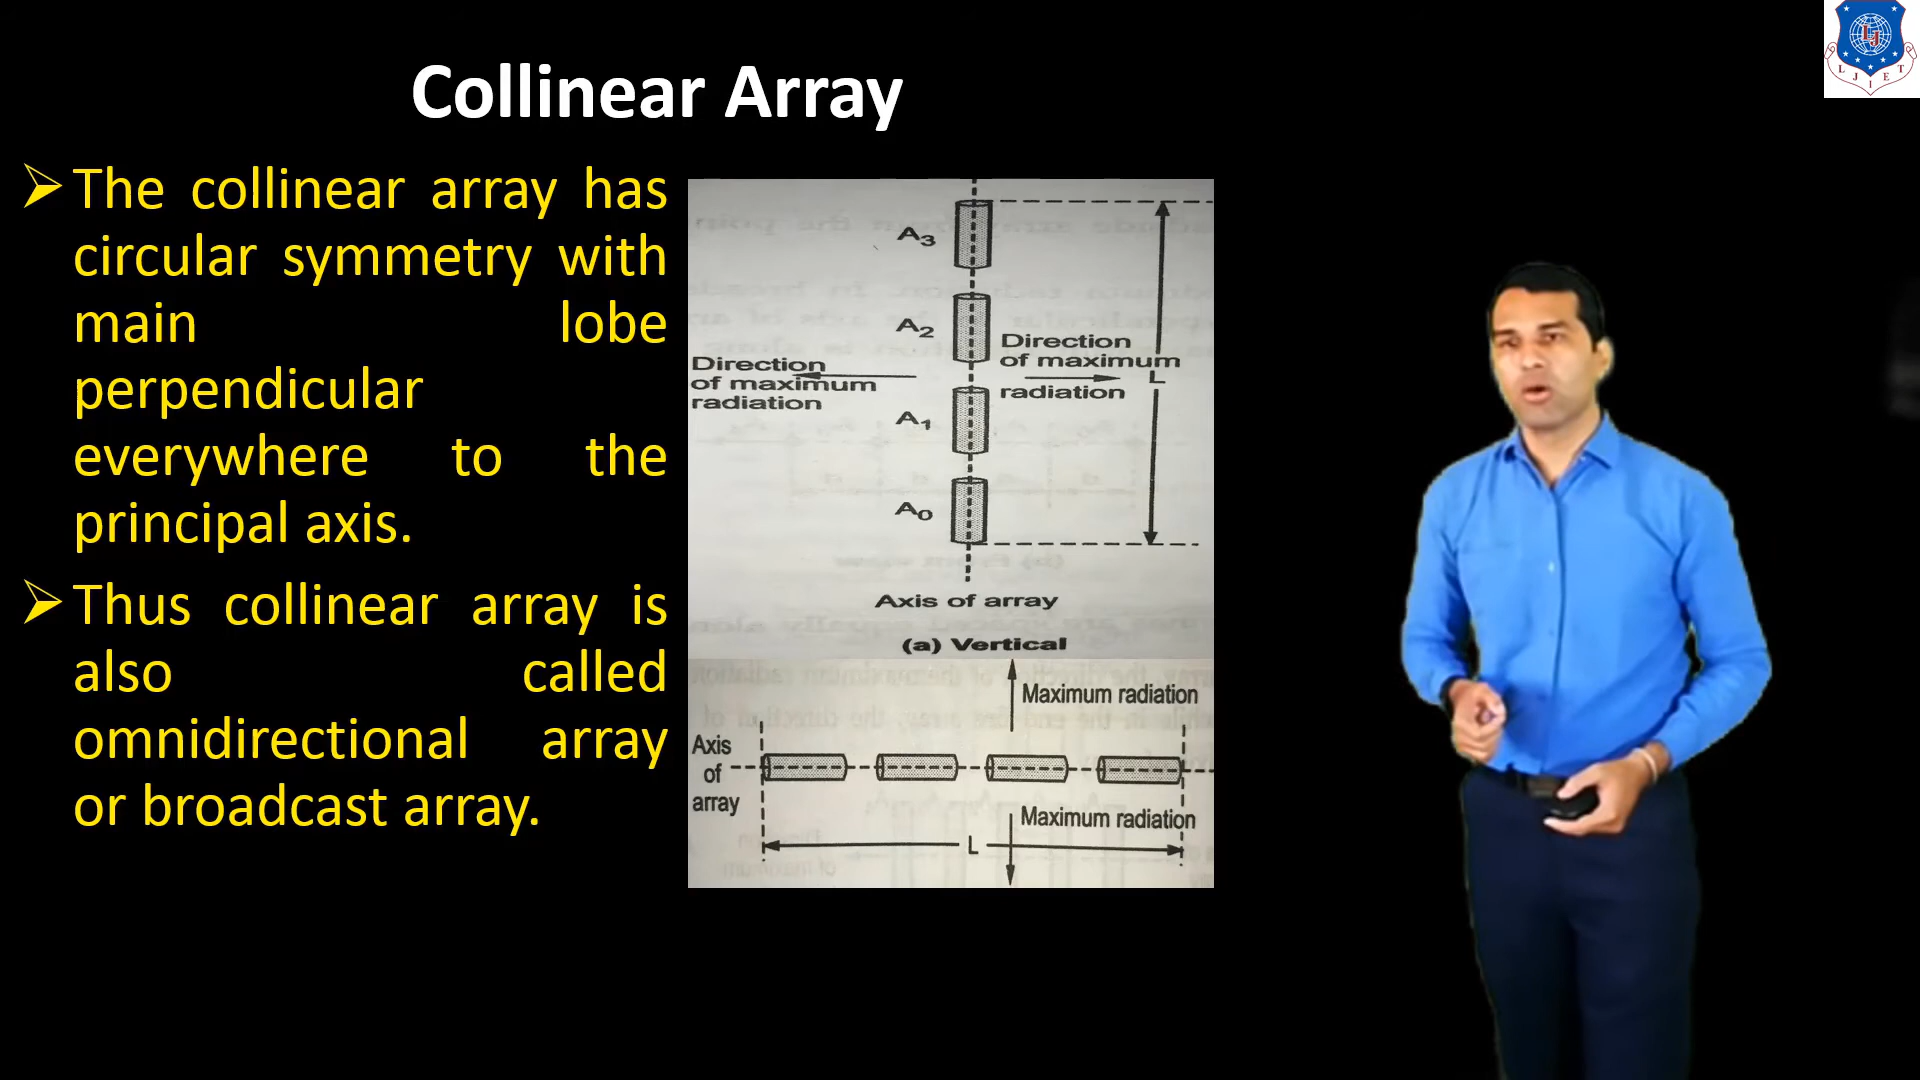 Collinear Array
➢ The collinear array has
circular symmetry with
main lobe
perpendicular
everywhere to the
principal axis.
➢ Thus collinear array is
also called
omnidirectional array
or broadcast array.
A3
A2
Direction
of maximum
radiation
Direction
of maximum
radiation
L
A1
A0
Axis of array
(a) Vertical
Maximum radiation
Axis
of
array
Maximum radiation
L
LJ
L J I E T